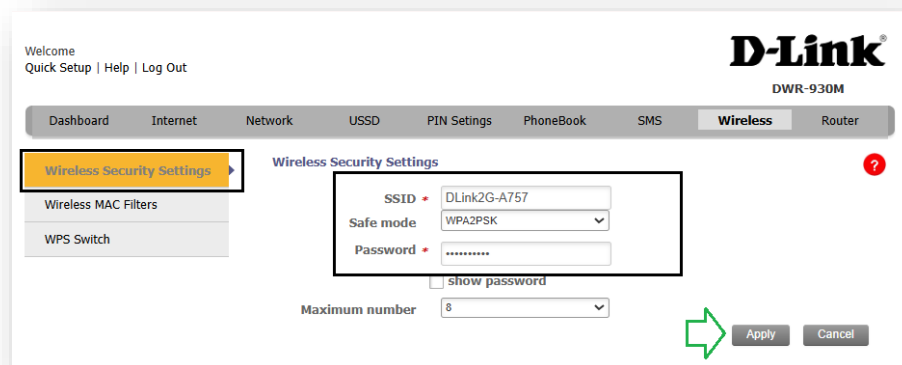 Welcome
Quick Setup | Help | Log Out
D-Link®
DWR-930M
Dashboard Internet Network USSD PIN Setings PhoneBook SMS Wireless Router
Wireless Security Settings
Wireless MAC Filters
WPS Switch
Wireless Security Settings
?
SSID * DLink2G-A757
Safe mode WPA2PSK
Password * ••••••••••
show password
Maximum number 8
Apply Cancel